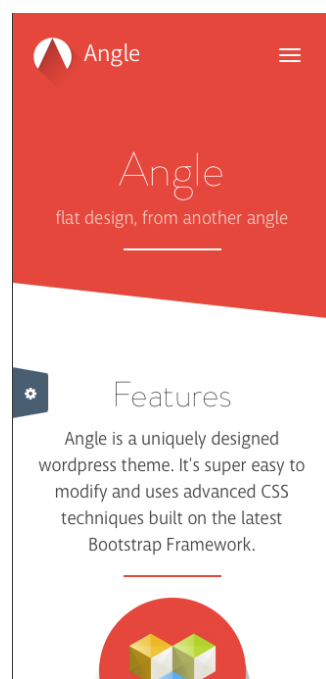 Angle
Angle
flat design, from another angle
Features
Angle is a uniquely designed
wordpress theme. It's super easy to
modify and uses advanced CSS
techniques built on the latest
Bootstrap Framework.